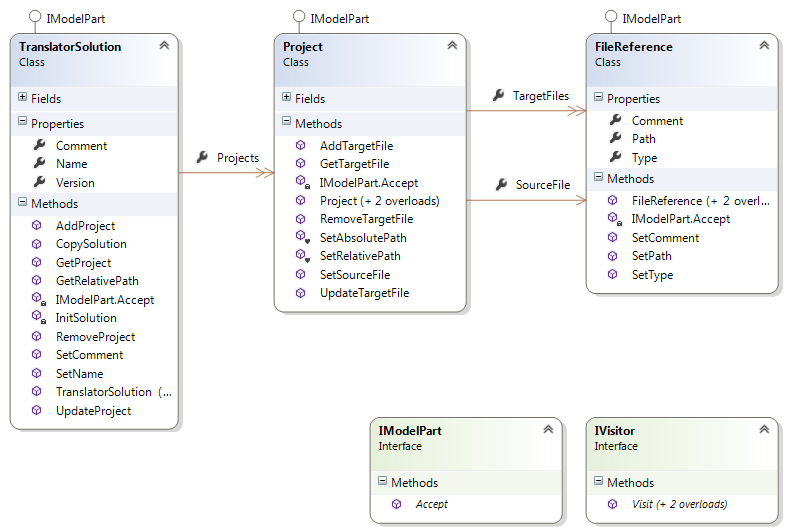 IModelPart
TranslatorSolution
Class
Fields
Properties
Comment
Name
Version
Methods
AddProject
CopySolution
GetProject
GetRelativePath
IModelPart.Accept
InitSolution
RemoveProject
SetComment
SetName
TranslatorSolution (...
UpdateProject
Projects
IModelPart
Project
Class
Fields
Methods
AddTargetFile
GetTargetFile
IModelPart.Accept
Project (+ 2 overloads)
RemoveTargetFile
SetAbsolutePath
SetRelativePath
SetSourceFile
UpdateTargetFile
TargetFiles
SourceFile
IModelPart
FileReference
Class
Properties
Comment
Path
Type
Methods
FileReference (+ 2 overl...
IModelPart.Accept
SetComment
SetPath
SetType
IModelPart
Interface
Methods
Accept
IVisitor
Interface
Methods
Visit (+ 2 overloads)